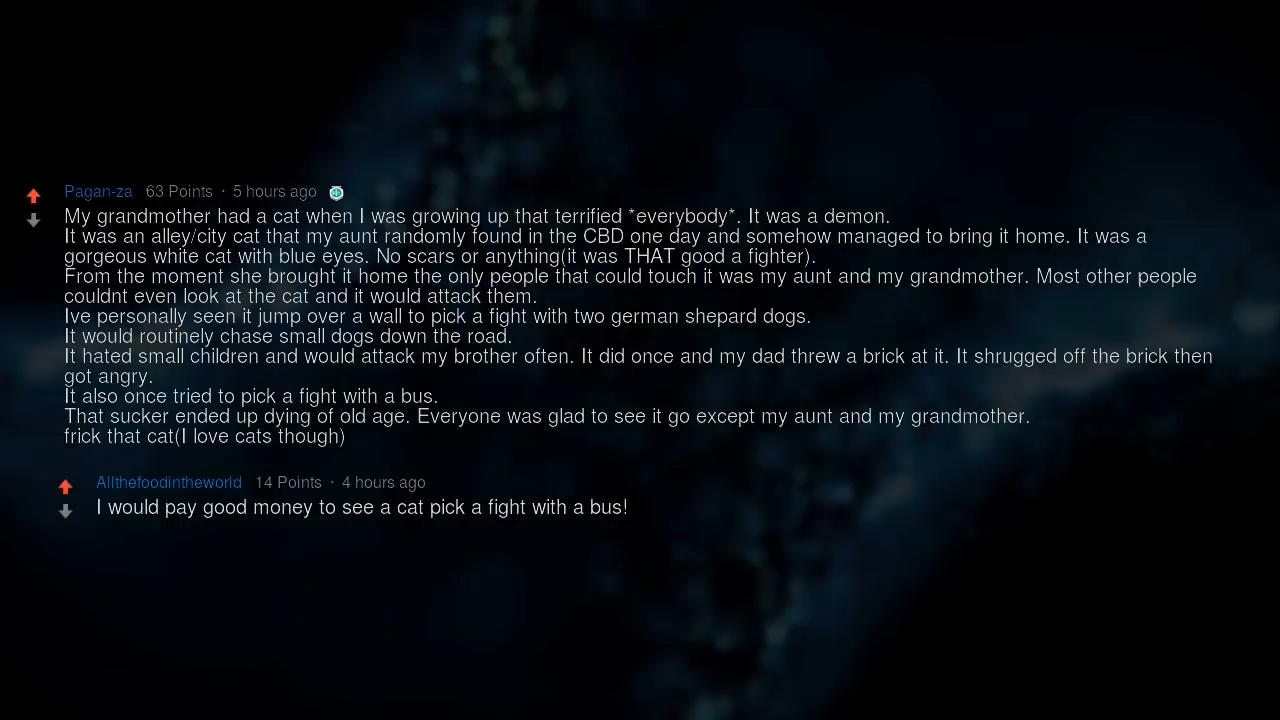 Pagan-za 63 Points · 5 hours ago
My grandmother had a cat when I was growing up that terrified *everybody*. It was a demon.
It was an alley/city cat that my aunt randomly found in the CBD one day and somehow managed to bring it home. It was a
gorgeous white cat with blue eyes. No scars or anything(it was THAT good a fighter).
From the moment she brought it home the only people that could touch it was my aunt and my grandmother. Most other people
couldnt even look at the cat and it would attack them.
Ive personally seen it jump over a wall to pick a fight with two german shepard dogs.
It would routinely chase small dogs down the road.
It hated small children and would attack my brother often. It did once and my dad threw a brick at it. It shrugged off the brick then
got angry.
It also once tried to pick a fight with a bus.
That sucker ended up dying of old age. Everyone was glad to see it go except my aunt and my grandmother.
frick that cat(I love cats though)
Allthefoodintheworld 14 Points · 4 hours ago
I would pay good money to see a cat pick a fight with a bus!